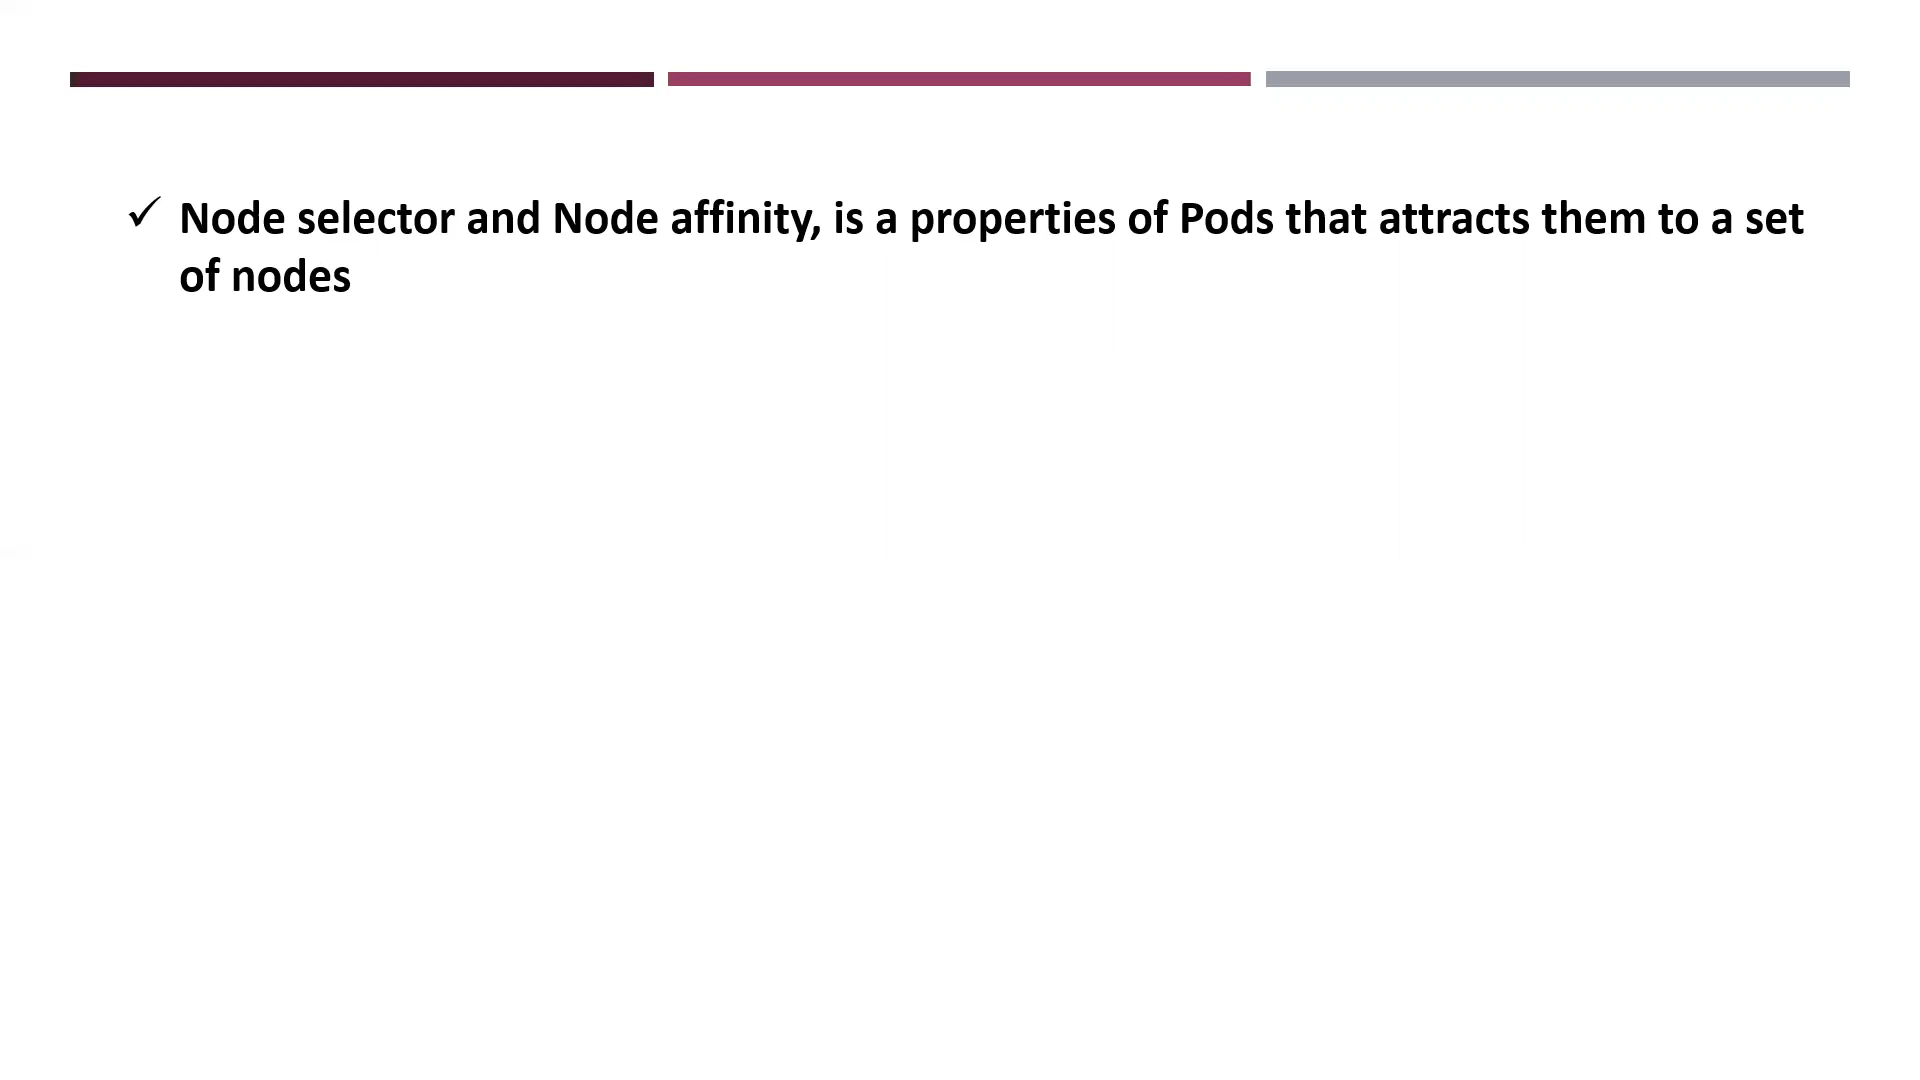 ✓ Node selector and Node affinity, is a properties of Pods that attracts them to a set
of nodes